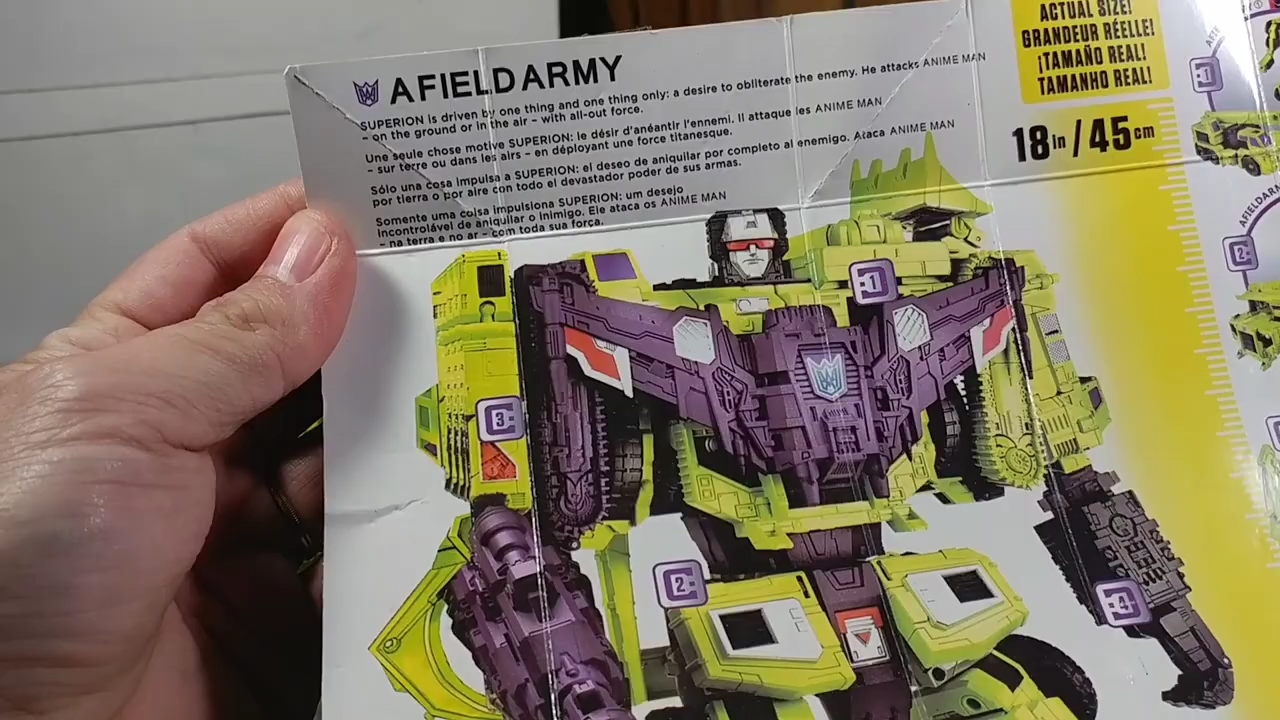 A FIELD ARMY
SUPERION is driven by one thing and one thing only: a desire to obliterate the enemy. He attacks ANIME MAN
– on the ground or in the air – with all-out force.
Une seule chose motive SUPERION: le désir d'anéantir l'ennemi. Il attaque les ANIME MAN
– sur terre ou dans les airs – en déployant une force titanesque.
Sólo una cosa impulsa a SUPERION: el deseo de aniquilar por completo al enemigo. Ataca ANIME MAN
por tierra o por aire con todo el devastador poder de sus armas.
Somente uma coisa impulsiona SUPERION: um desejo
incontrolável de aniquilar o inimigo. Ele ataca os ANIME MAN
– na terra e no ar – com toda sua força.
ACTUAL SIZE!
GRANDEUR RÉELLE!
¡TAMAÑO REAL!
TAMANHO REAL!
18in/45cm
1
3
2
4
1
AFIELDAR
2